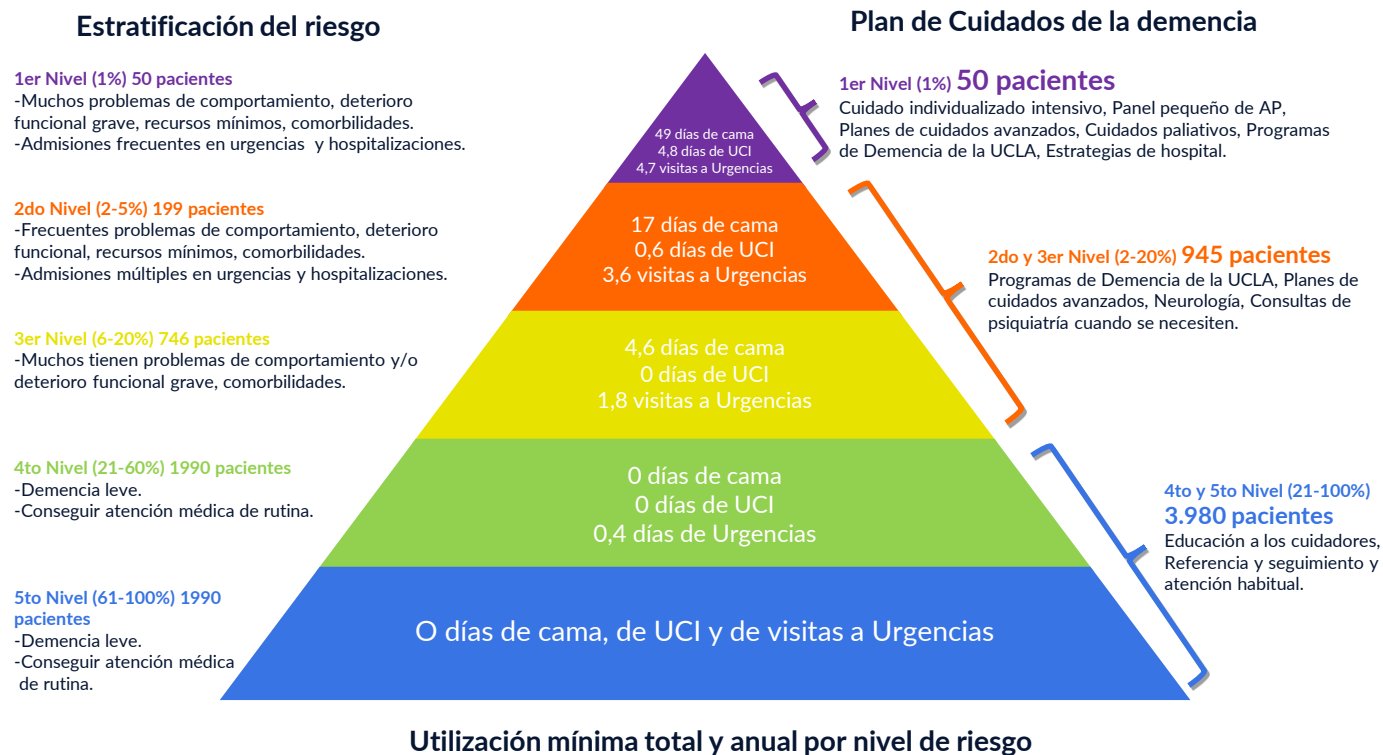 Estratificación del riesgo
1er Nivel (1%) 50 pacientes
-Muchos problemas de comportamiento, deterioro
funcional grave, recursos mínimos, comorbilidades.
-Admisiones frecuentes en urgencias y hospitalizaciones.
2do Nivel (2-5%) 199 pacientes
-Frecuentes problemas de comportamiento, deterioro
funcional, recursos mínimos, comorbilidades.
-Admisiones múltiples en urgencias y hospitalizaciones.
3er Nivel (6-20%) 746 pacientes
-Muchos tienen problemas de comportamiento y/o
deterioro funcional grave, comorbilidades.
4to Nivel (21-60%) 1990 pacientes
-Demencia leve.
-Conseguir atención médica de rutina.
5to Nivel (61-100%) 1990
pacientes
-Demencia leve.
-Conseguir atención médica
de rutina.
49 días de cama
4,8 días de UCI
4,7 visitas a Urgencias
17 días de cama
0,6 días de UCI
3,6 visitas a Urgencias
4,6 días de cama
0 días de UCI
1,8 visitas a Urgencias
0 días de cama
0 días de UCI
0,4 días de Urgencias
O días de cama, de UCI y de visitas a Urgencias
Plan de Cuidados de la demencia
1er Nivel (1%) 50 pacientes
Cuidado individualizado intensivo, Panel pequeño de AP,
Planes de cuidados avanzados, Cuidados paliativos, Programas
de Demencia de la UCLA, Estrategias de hospital.
2do y 3er Nivel (2-20%) 945 pacientes
Programas de Demencia de la UCLA, Planes de
cuidados avanzados, Neurología, Consultas de
psiquiatría cuando se necesiten.
4to y 5to Nivel (21-100%)
3.980 pacientes
Educación a los cuidadores,
Referencia y seguimiento y
atención habitual.
Utilización mínima total y anual por nivel de riesgo